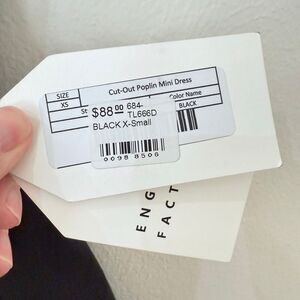 Cut-Out Poplin Mini Dress
SIZE
XS
Color Name
BLACK
$88.00 684-
TL666D
BLACK X-Small
0098 8506
ENG
FACT